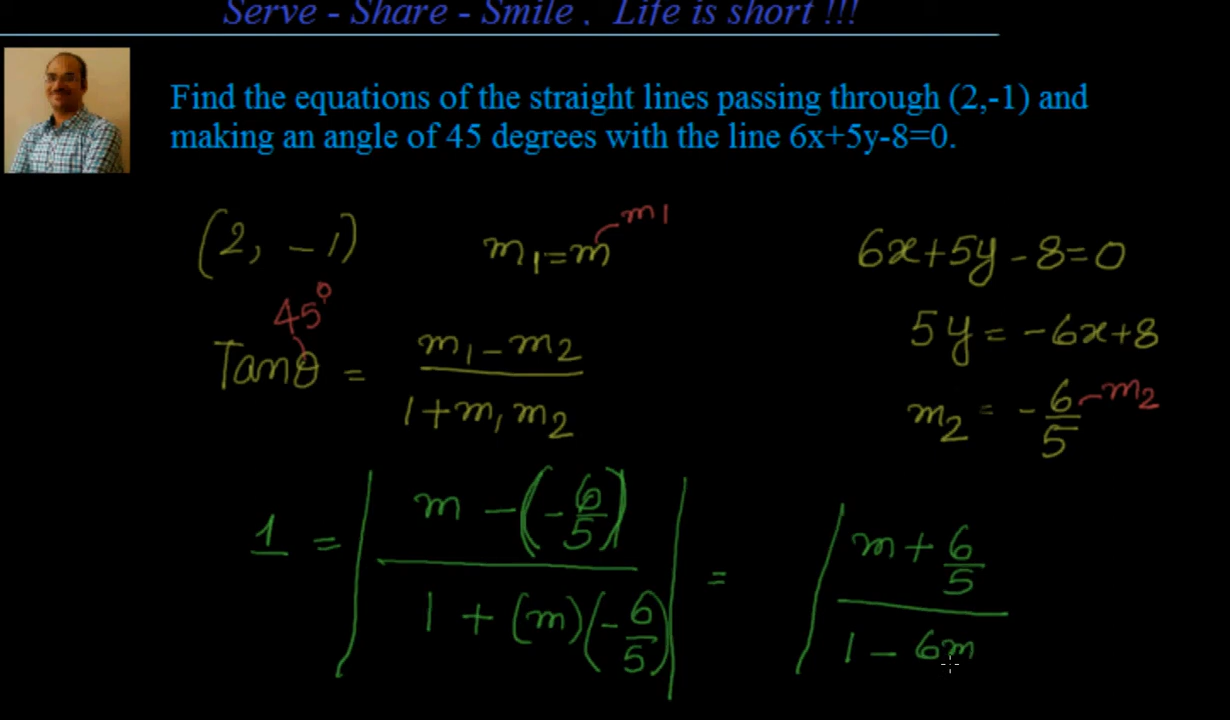 Serve - Share - Smile . Life is short !!!
Find the equations of the straight lines passing through (2,-1) and
making an angle of 45 degrees with the line 6x+5y-8=0.
(2, -1)
m1=m
m1
6x+5y-8=0
45°
5y=-6x+8
Tanθ = (m1-m2)/(1+m1m2)
m2 = -6/5
m2
1 = |(m-(-6/5))/(1+(m)(-6/5))| = |(m+6/5)/(1-6m